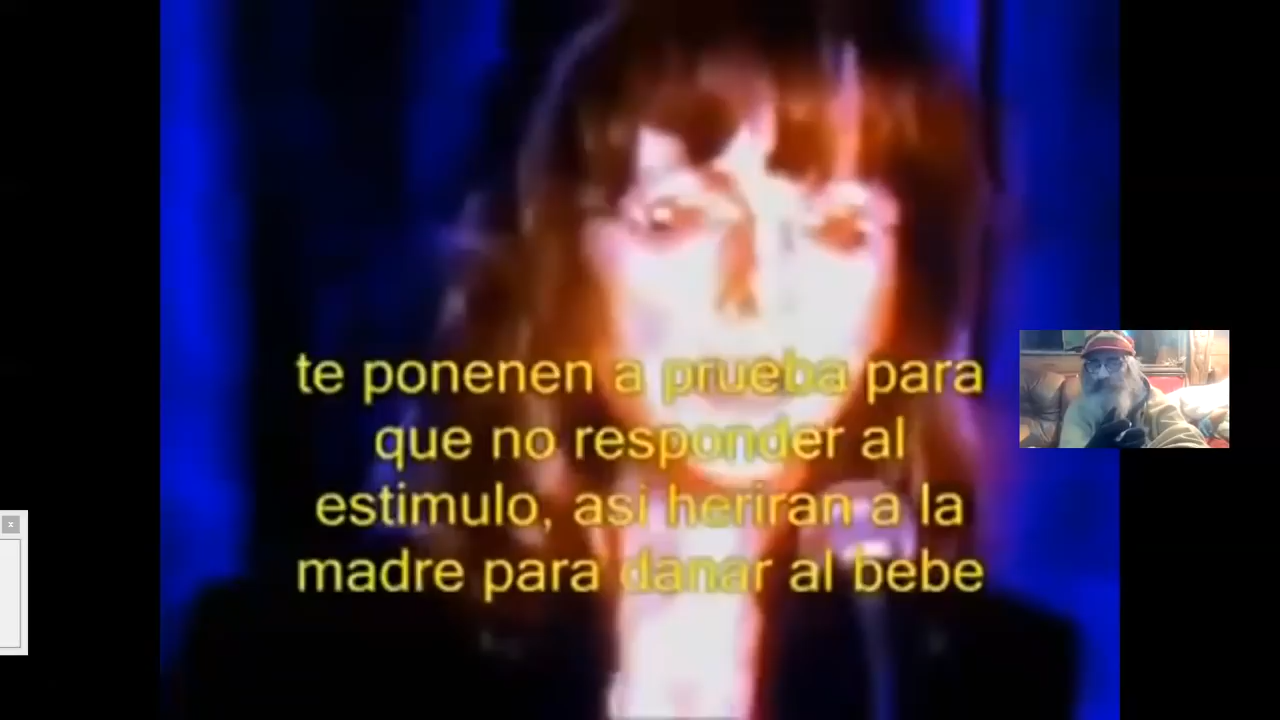 te ponenen a prueba para
que no responder al
estimulo, asi heriran a la
madre para danar al bebe